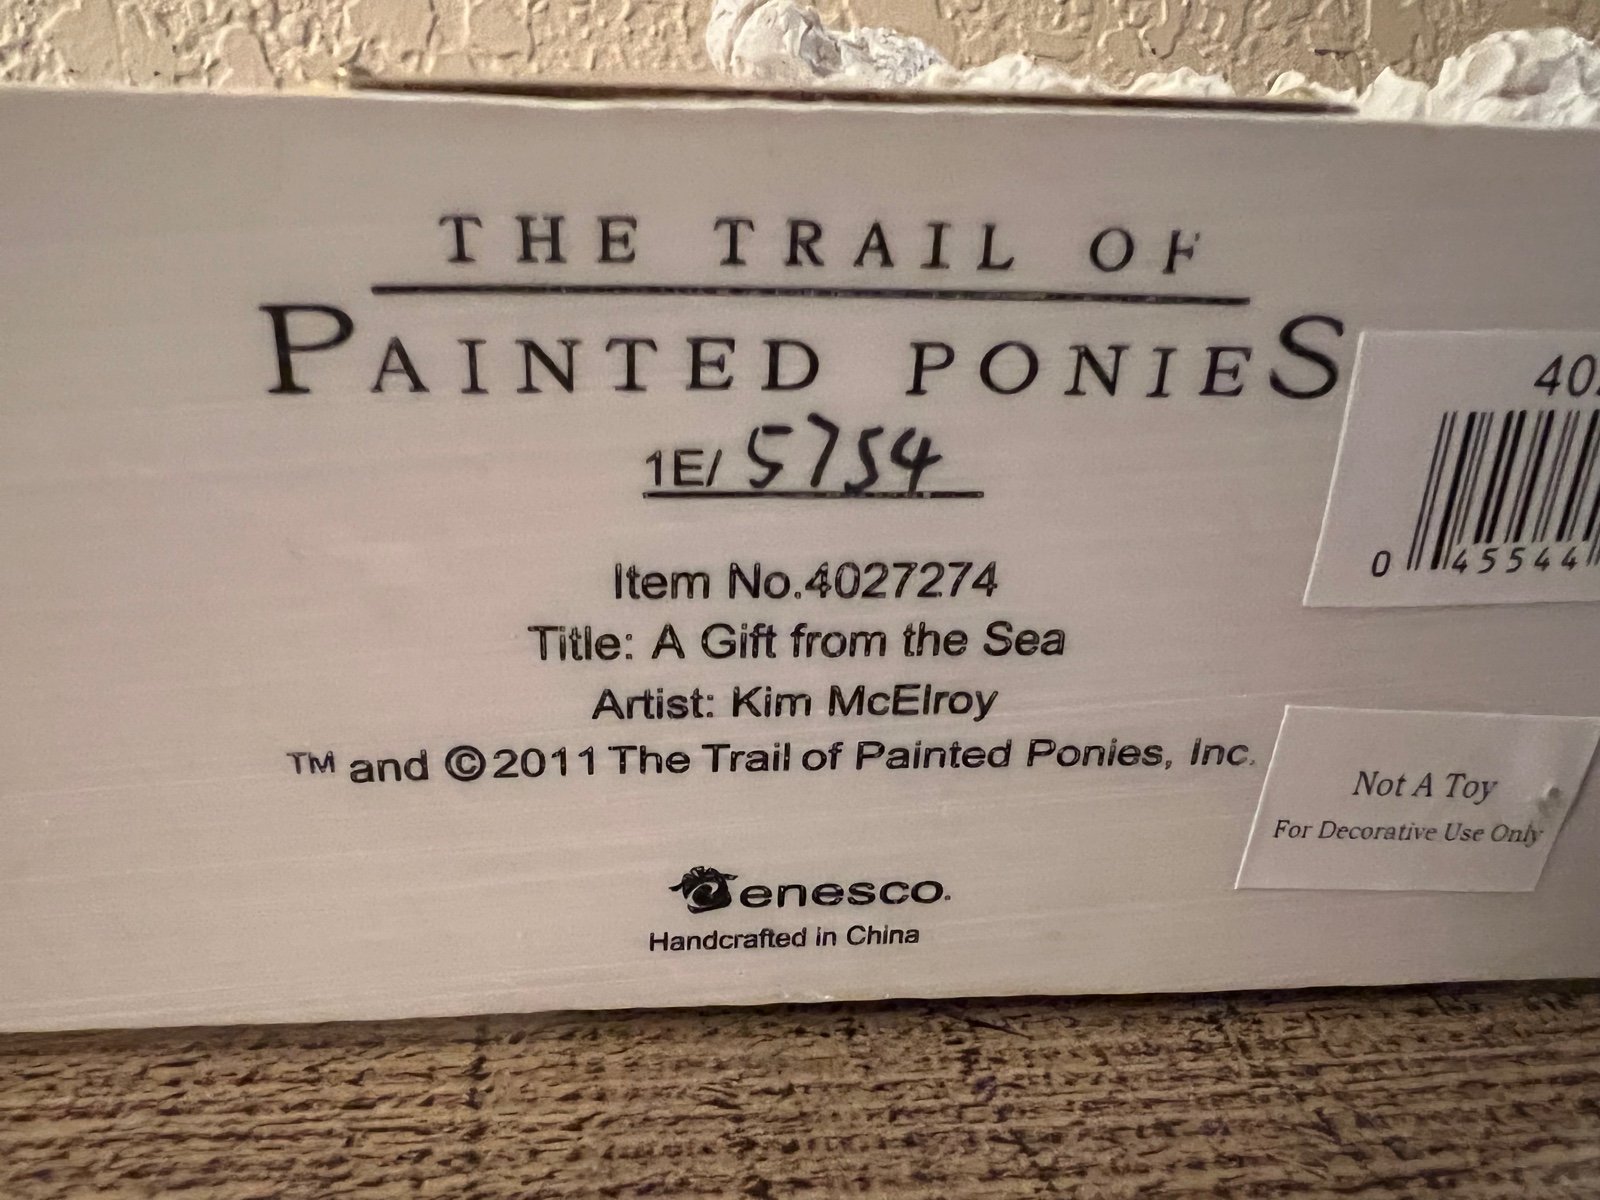 THE TRAIL OF
PAINTED PONIES
1E/ 5754
Item No.4027274
Title: A Gift from the Sea
Artist: Kim McElroy
™ and ©2011 The Trail of Painted Ponies, Inc.
enesco.
Handcrafted in China
40
0 45544
Not A Toy
For Decorative Use Only